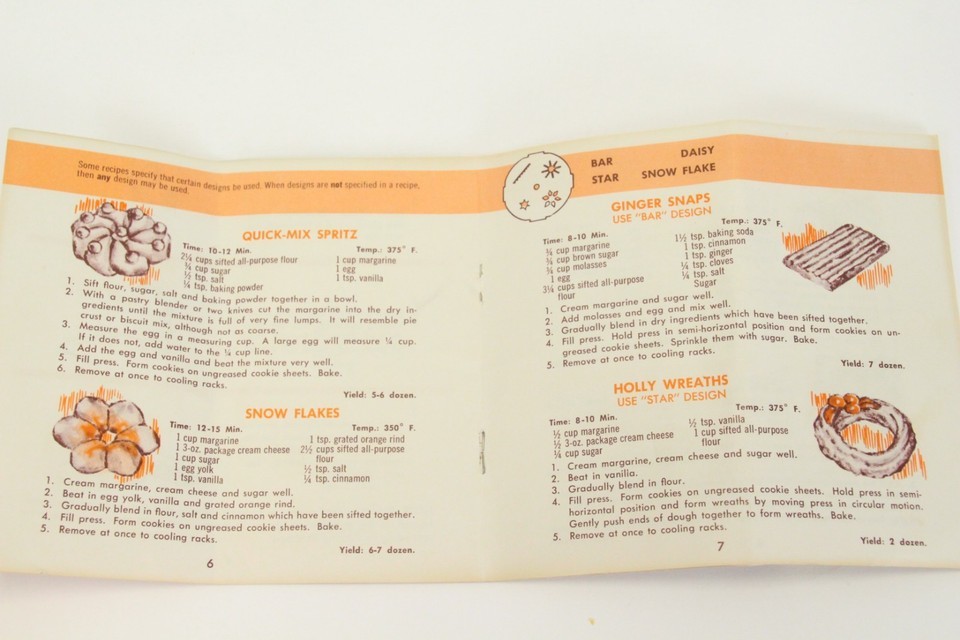 Some recipes specify that certain designs be used. When designs are not specified in a recipe,
then any design may be used.
QUICK-MIX SPRITZ
Time: 10-12 Min.
Temp.: 375° F.
2¼ cups sifted all-purpose flour
¾ cup sugar
½ tsp. salt
¼ tsp. baking powder
1 cup margarine
1 egg
1 tsp. vanilla
1. Sift flour, sugar, salt and baking powder together in a bowl.
2. With a pastry blender or two knives cut the margarine into the dry in-
gredients until the mixture is full of very fine lumps. It will resemble pie
crust or biscuit mix, although not as coarse.
3. Measure the egg in a measuring cup. A large egg will measure ¼ cup.
If it does not, add water to the ¼ cup line.
4. Add the egg and vanilla and beat the mixture very well.
5. Fill press. Form cookies on ungreased cookie sheets. Bake.
6. Remove at once to cooling racks.
Yield: 5-6 dozen.
SNOW FLAKES
Time: 12-15 Min.
Temp.: 350° F.
1 cup margarine
1 3-oz. package cream cheese
1 cup sugar
1 egg yolk
1 tsp. vanilla
1 tsp. grated orange rind
2½ cups sifted all-purpose
flour
½ tsp. salt
¼ tsp. cinnamon
1. Cream margarine, cream cheese and sugar well.
2. Beat in egg yolk, vanilla and grated orange rind.
3. Gradually blend in flour, salt and cinnamon which have been sifted together.
4. Fill press. Form cookies on ungreased cookie sheets. Bake.
5. Remove at once to cooling racks.
Yield: 6-7 dozen.
6
BAR DAISY
STAR SNOW FLAKE
GINGER SNAPS
USE "BAR" DESIGN
Time: 8-10 Min.
Temp.: 375° F.
¾ cup margarine
¾ cup brown sugar
¾ cup molasses
1 egg
3¼ cups sifted all-purpose
flour
1½ tsp. baking soda
1 tsp. cinnamon
1 tsp. ginger
¼ tsp. cloves
¼ tsp. salt
Sugar
1. Cream margarine and sugar well.
2. Add molasses and egg and mix well.
3. Gradually blend in dry ingredients which have been sifted together.
4. Fill press. Hold press in semi-horizontal position and form cookies on un-
greased cookie sheets. Sprinkle them with sugar. Bake.
5. Remove at once to cooling racks.
Yield: 7 dozen.
HOLLY WREATHS
USE "STAR" DESIGN
Time: 8-10 Min.
Temp.: 375° F.
½ cup margarine
½ 3-oz. package cream cheese
¼ cup sugar
½ tsp. vanilla
1 cup sifted all-purpose
flour
1. Cream margarine, cream cheese and sugar well.
2. Beat in vanilla.
3. Gradually blend in flour.
4. Fill press. Form cookies on ungreased cookie sheets. Hold press in semi-
horizontal position and form wreaths by moving press in circular motion.
Gently push ends of dough together to form wreaths. Bake.
5. Remove at once to cooling racks.
Yield: 2 dozen.
7